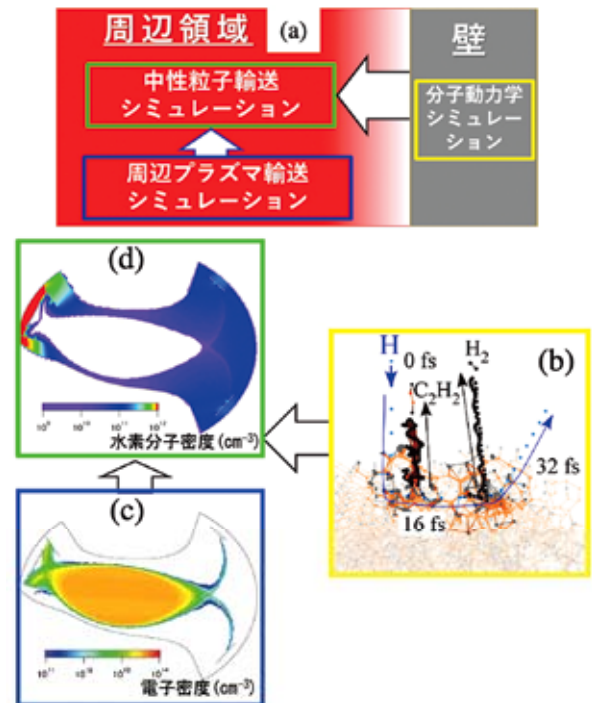 周辺領域
(a)
壁
中性粒子輸送
シミュレーション
分子動力学
シミュレー
ション
周辺プラズマ輸送
シミュレーション
(d)
水素分子密度(cm⁻³)
(b)
H
0 fs
H₂
C₂H₂
32 fs
16 fs
(c)
電子密度(cm⁻³)